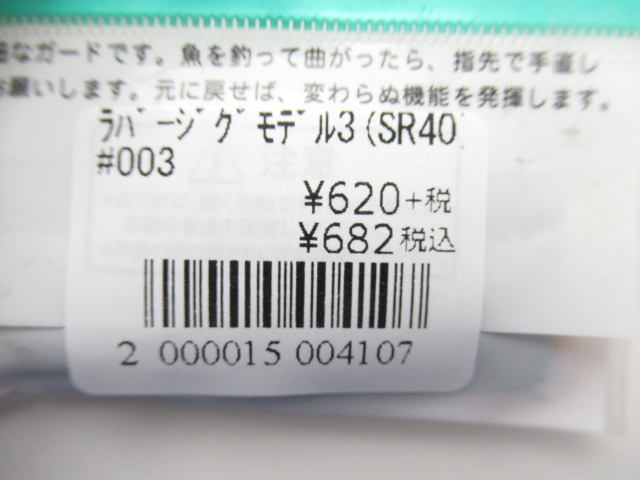 細なガードです。魚を釣って曲がったら、指先で手直し
お願いします。元に戻せば、変わらぬ機能を発揮します。
ﾗﾊﾞｰｼﾞｸﾞﾓﾃﾞﾙ3(SR40
#003
¥620+税
¥682税込
2 000015 004107